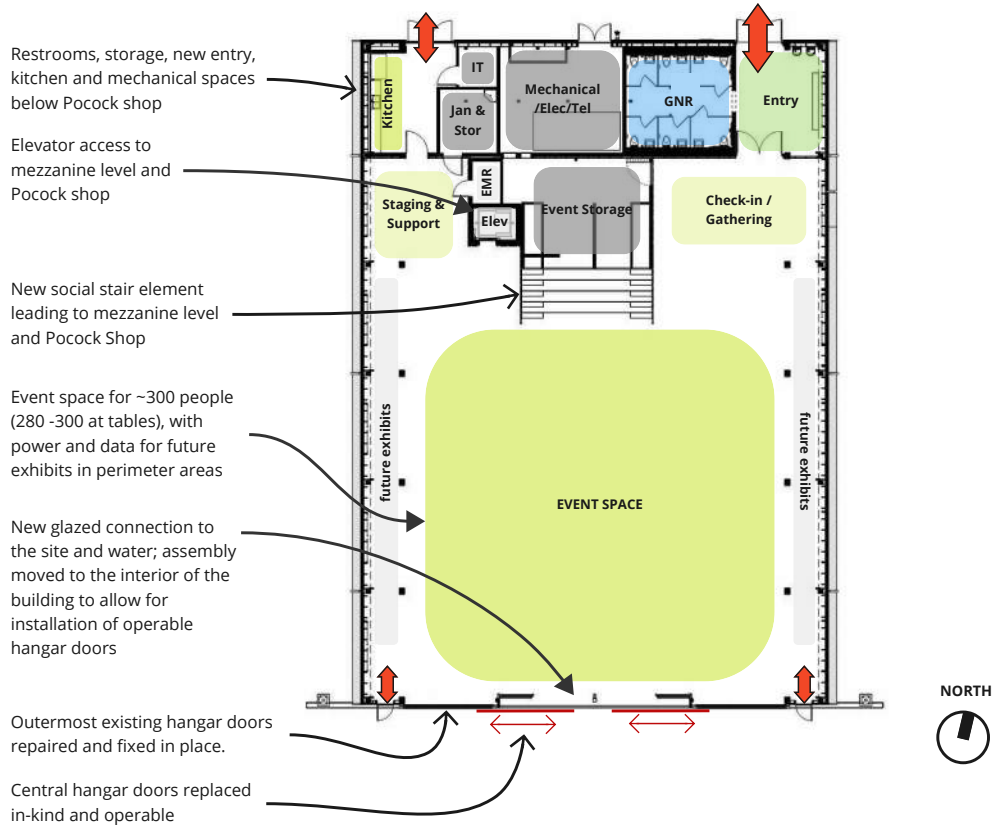 Restrooms, storage, new entry,
kitchen and mechanical spaces
below Pocock shop
Elevator access to
mezzanine level and
Pocock shop
New social stair element
leading to mezzanine level
and Pocock Shop
Event space for ~300 people
(280 -300 at tables), with
power and data for future
exhibits in perimeter areas
New glazed connection to
the site and water; assembly
moved to the interior of the
building to allow for
installation of operable
hangar doors
Outermost existing hangar doors
repaired and fixed in place.
Central hangar doors replaced
in-kind and operable
Kitchen
IT
Jan &
Stor
Mechanical
/Elec/Tel
GNR
Entry
Staging &
Support
EMR
Elev
Event Storage
Check-in /
Gathering
future exhibits
EVENT SPACE
future exhibits
NORTH